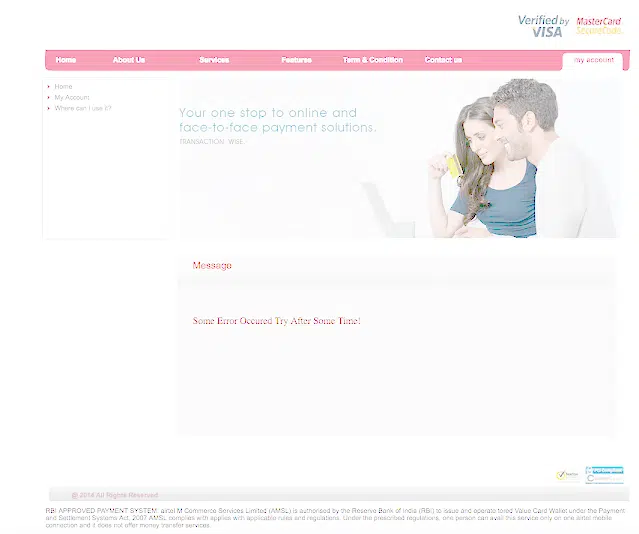 Verified by VISA
MasterCard SecureCode.
Home About Us Services Features Term & Condition Contact us my account
Home
My Account
Where can i use it?
Your one stop to online and
face-to-face payment solutions.
TRANSACTION WISE.
Message
Some Error Occured Try After Some Time!
@ 2014 All Rights Reserved
RBI APPROVED PAYMENT SYSTEM: airtel M Commerce Services Limited (AMSL) is authorised by the Reserve Bank of India (RBI) to issue and operate tored Value Card Wallet under the Payment
and Settlement Systems Act, 2007 AMSL complies with applies with applicable rules and regulations. Under the prescribed regulations, one person can avail this service only on one airtel mobile
connection and it does not offer money transfer services.